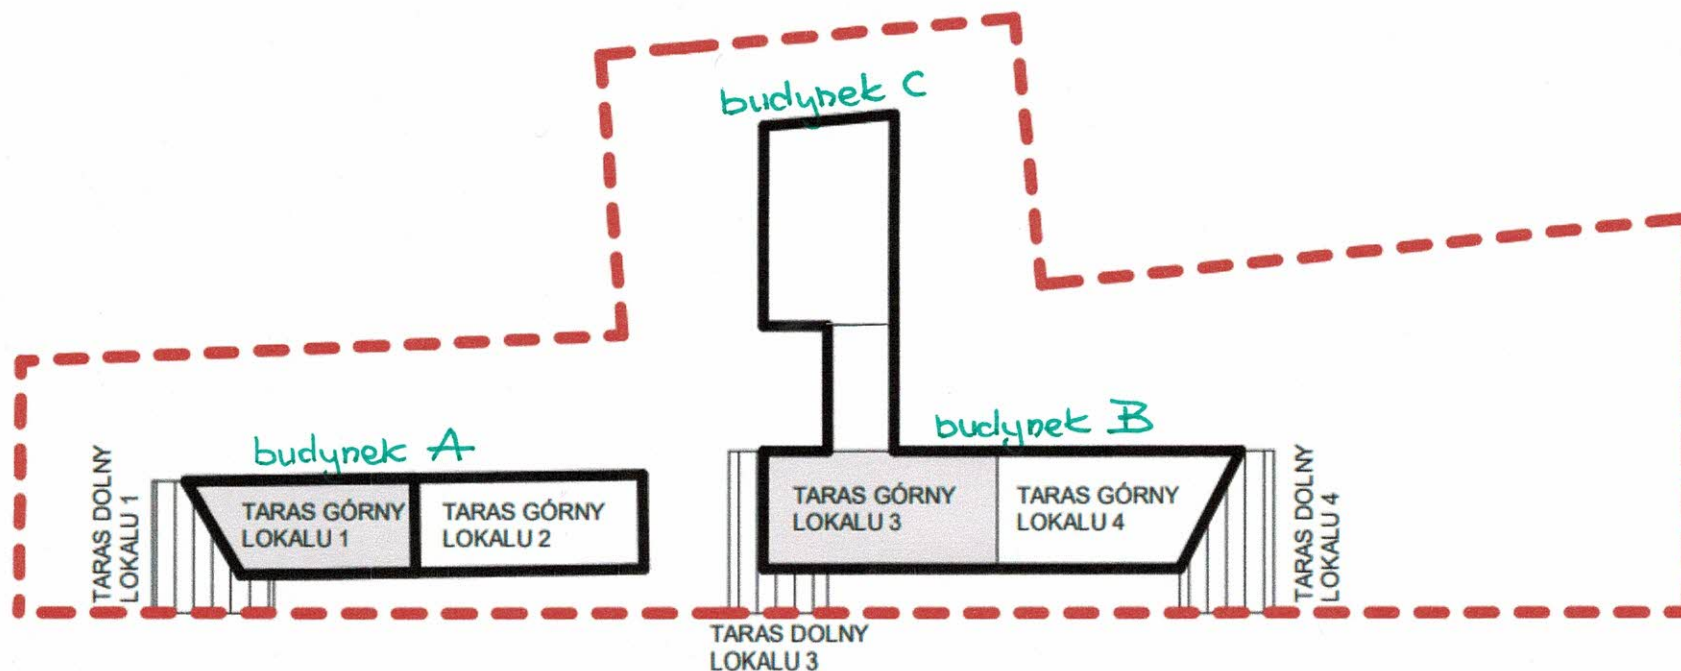 budynek C
budynek A
budynek B
TARAS DOLNY
LOKALU 1
TARAS GÓRNY
LOKALU 1
TARAS GÓRNY
LOKALU 2
TARAS GÓRNY
LOKALU 3
TARAS GÓRNY
LOKALU 4
TARAS DOLNY
LOKALU 4
TARAS DOLNY
LOKALU 3